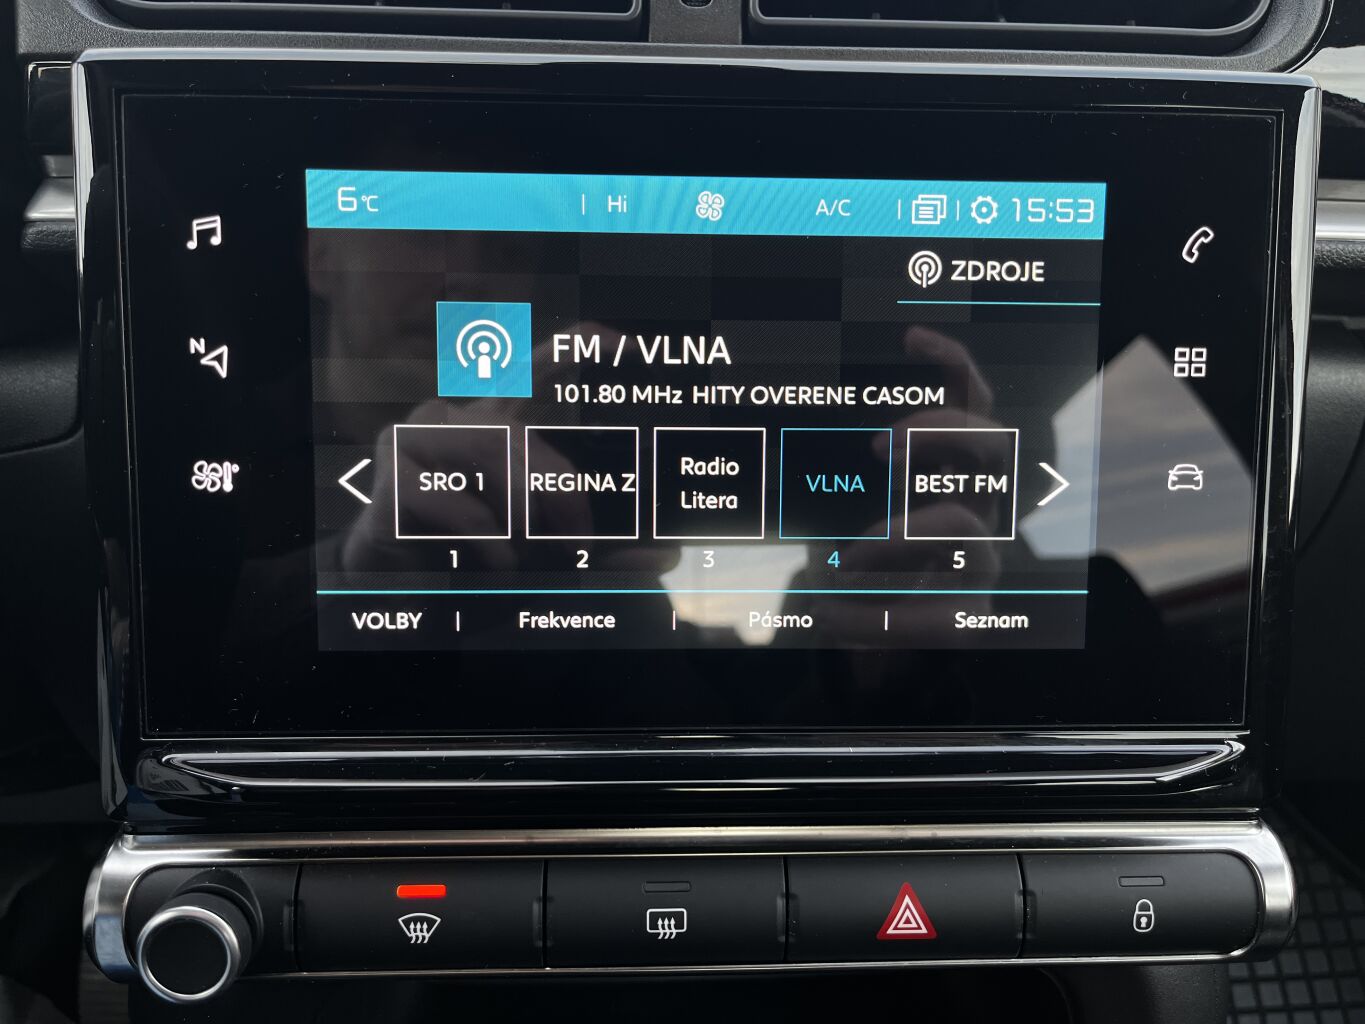 6°C | Hi A/C | | 15:53
ZDROJE
FM / VLNA
101.80 MHz HITY OVERENE CASOM
SRO 1
REGINA Z
Radio
Litera
VLNA
BEST FM
1 2 3 4 5
VOLBY | Frekvence | Pásmo | Seznam
N